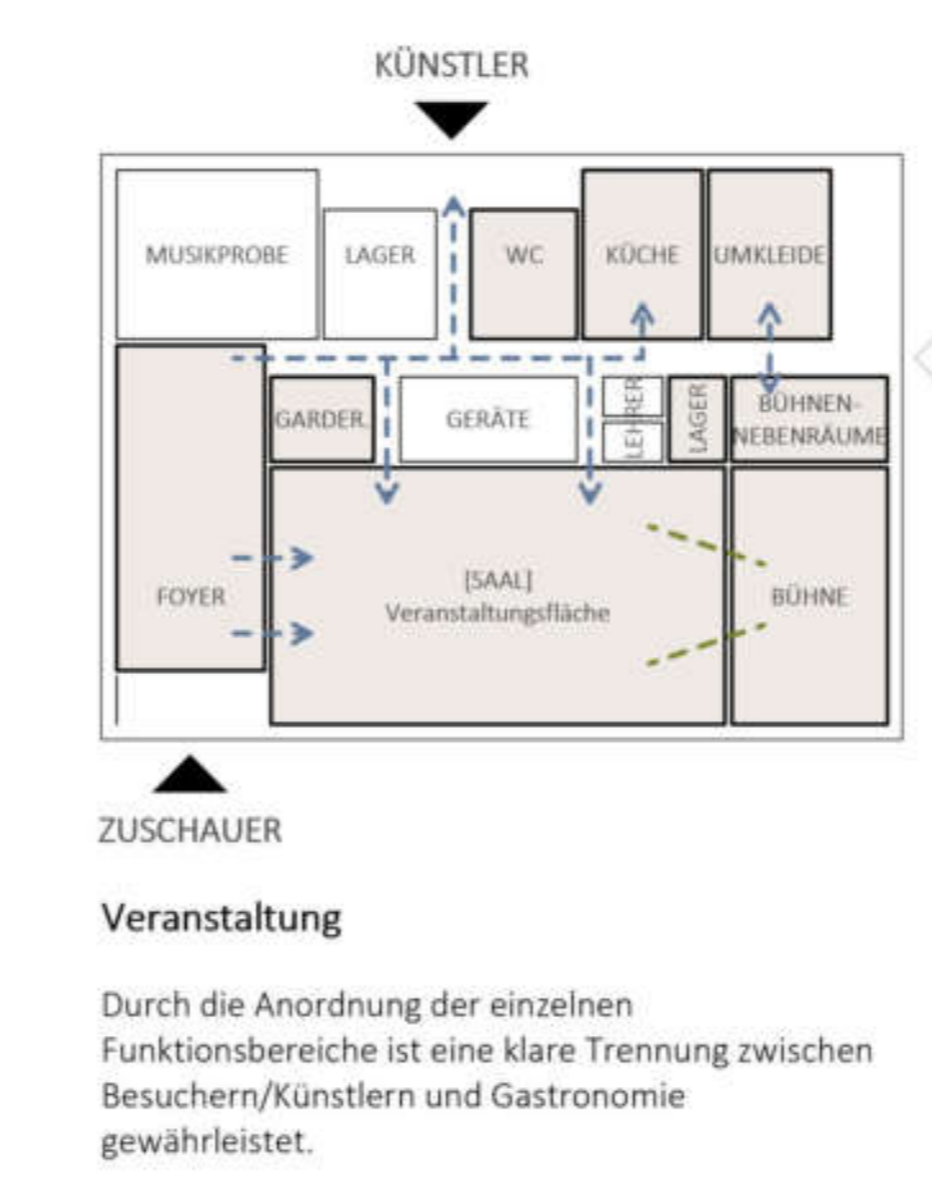 KÜNSTLER
MUSIKPROBE
LAGER
WC
KÜCHE
UMKLEIDE
GARDER.
GERÄTE
LEHRER
LAGER
BÜHNEN-
NEBENRÄUME
FOYER
[SAAL]
Veranstaltungsfläche
BÜHNE
ZUSCHAUER
Veranstaltung
Durch die Anordnung der einzelnen
Funktionsbereiche ist eine klare Trennung zwischen
Besuchern/Künstlern und Gastronomie
gewährleistet.